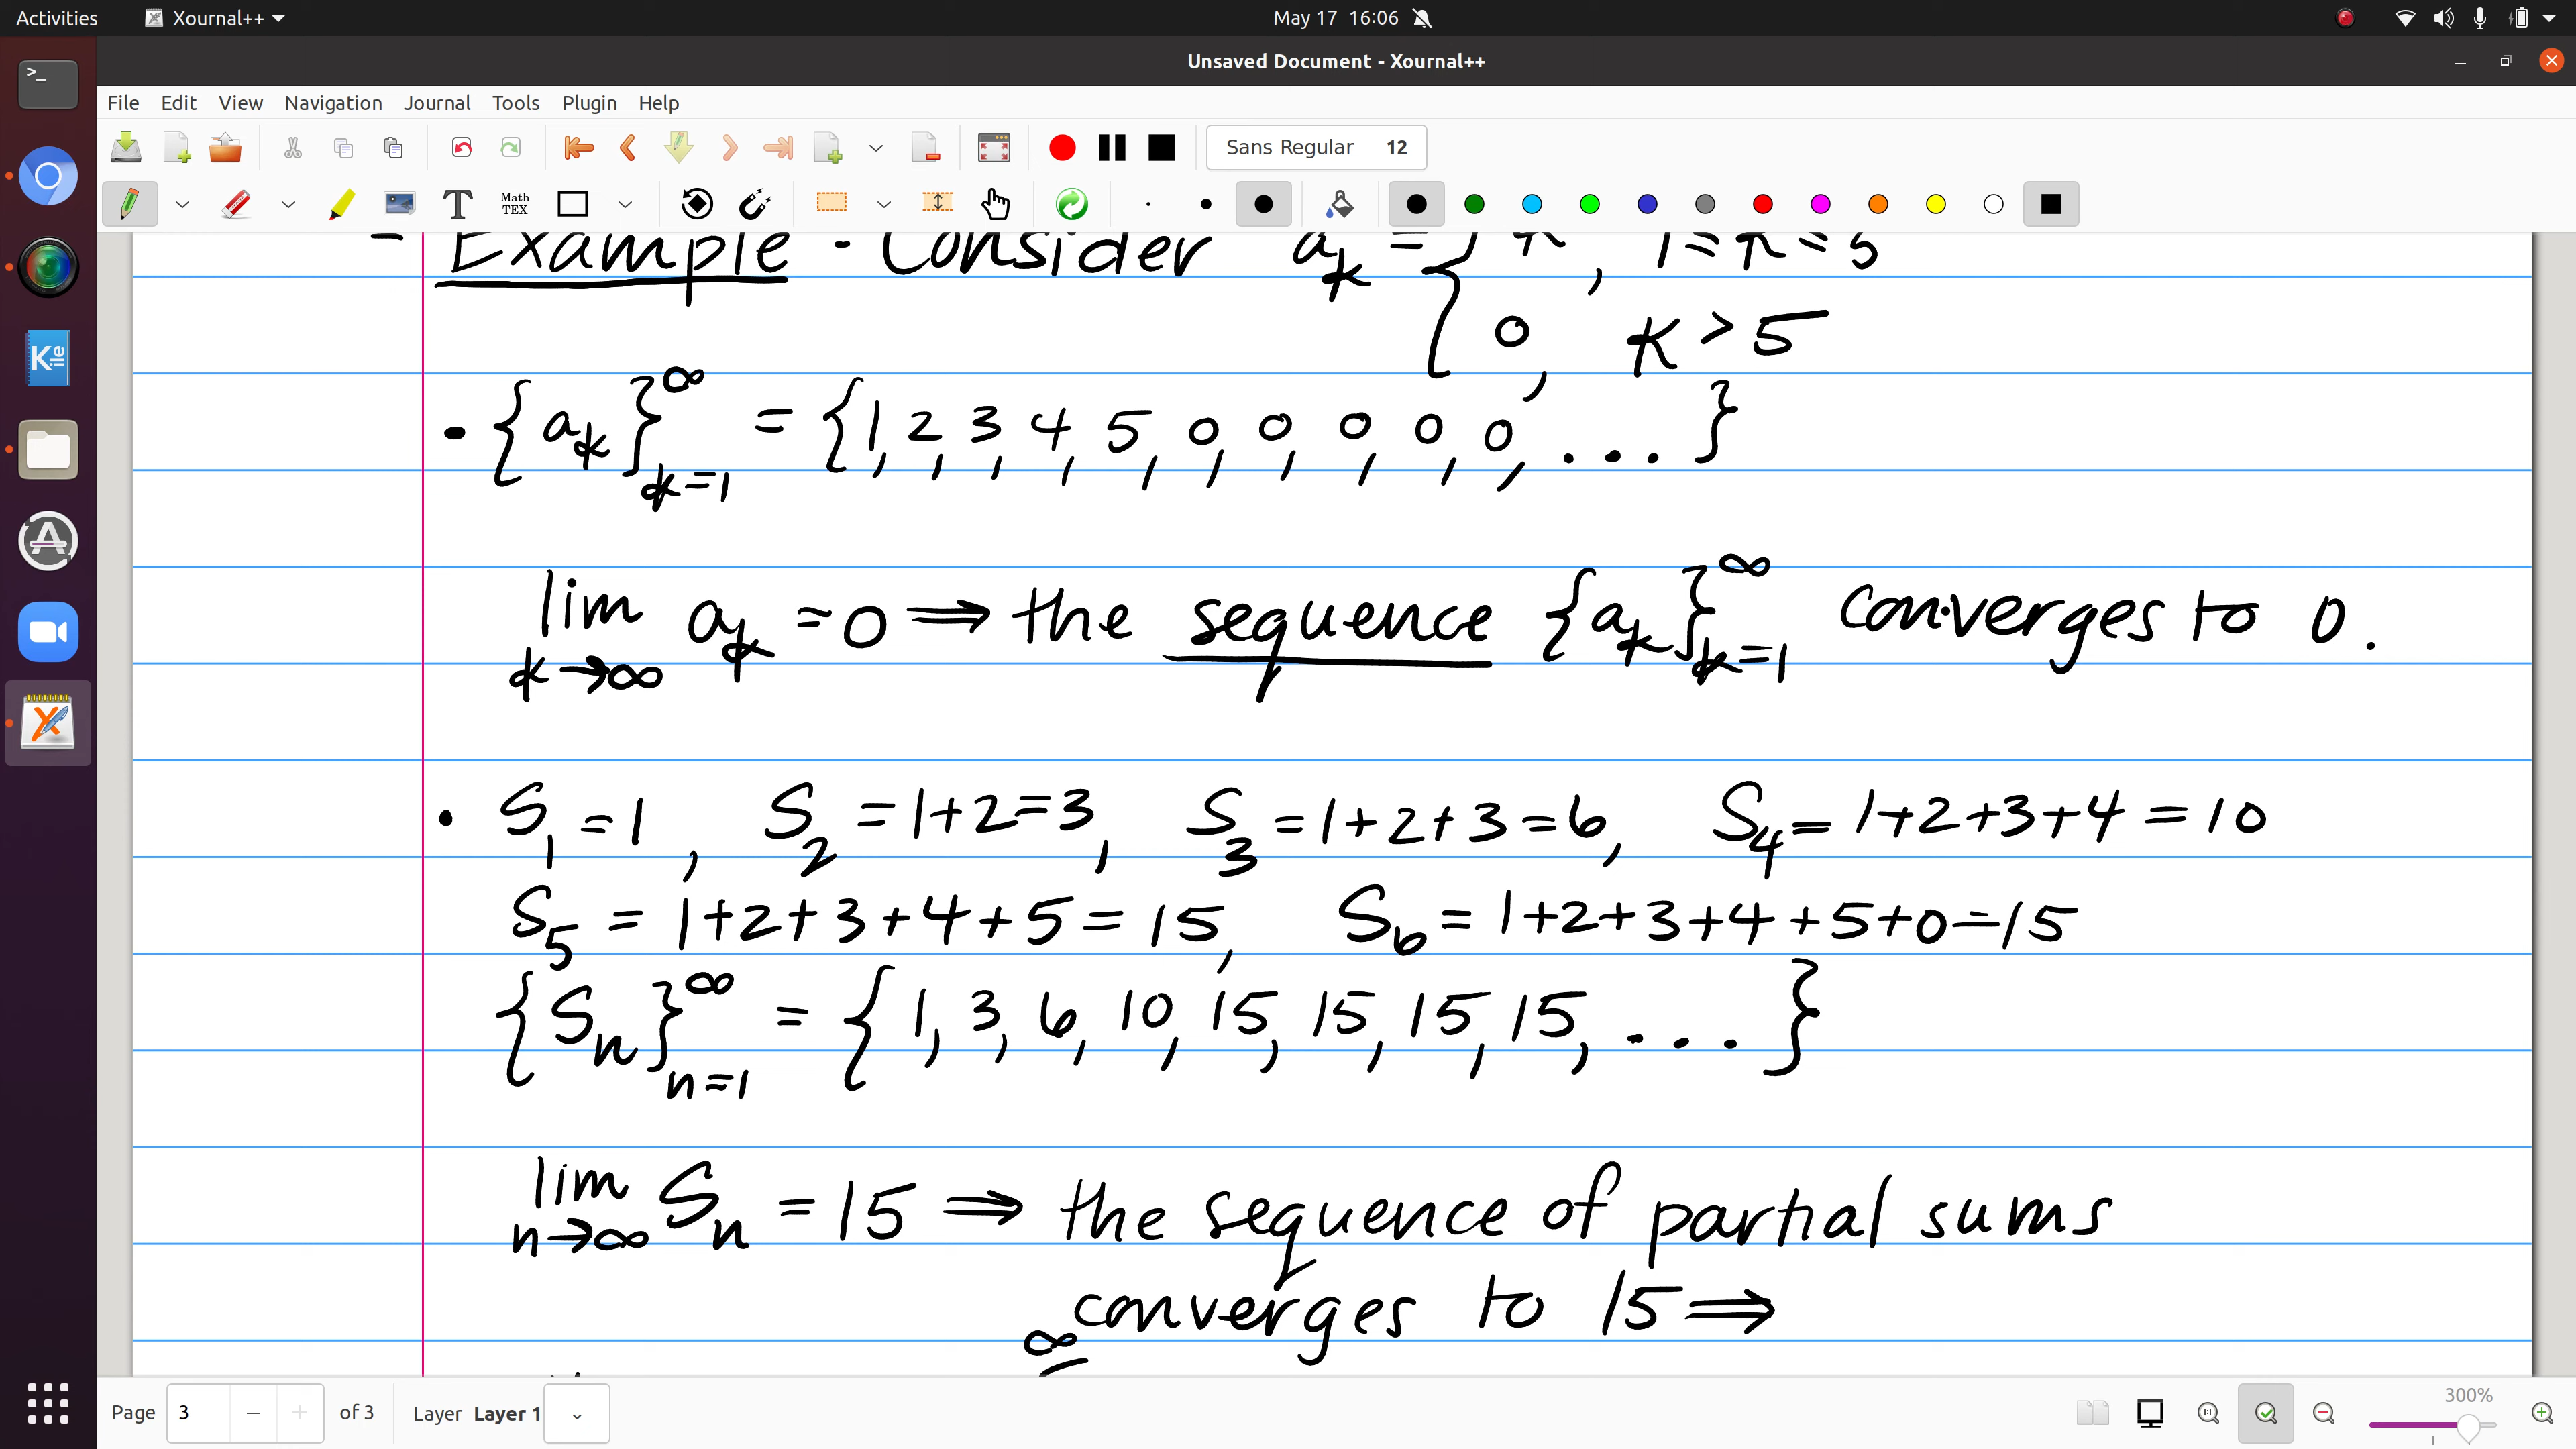 Activities Xournal++ May 17 16:06
Unsaved Document - Xournal++
File Edit View Navigation Journal Tools Plugin Help
Sans Regular 12
T Math TEX
- Example - Consider a_k = { k, 1 ≤ k ≤ 5
0, k > 5
• {a_k}_{k=1}^∞ = {1, 2, 3, 4, 5, 0, 0, 0, 0, 0, ... }
lim_{k→∞} a_k = 0 ⟹ the sequence {a_k}_{k=1}^∞ converges to 0.
• S_1 = 1, S_2 = 1+2=3, S_3 = 1+2+3=6, S_4 = 1+2+3+4 = 10
S_5 = 1+2+3+4+5 = 15, S_6 = 1+2+3+4+5+0=15
{S_n}_{n=1}^∞ = {1, 3, 6, 10, 15, 15, 15, 15, ... }
lim_{n→∞} S_n = 15 ⟹ the sequence of partial sums
converges to 15 ⟹
∞
Page 3 − + of 3 Layer Layer 1 300%